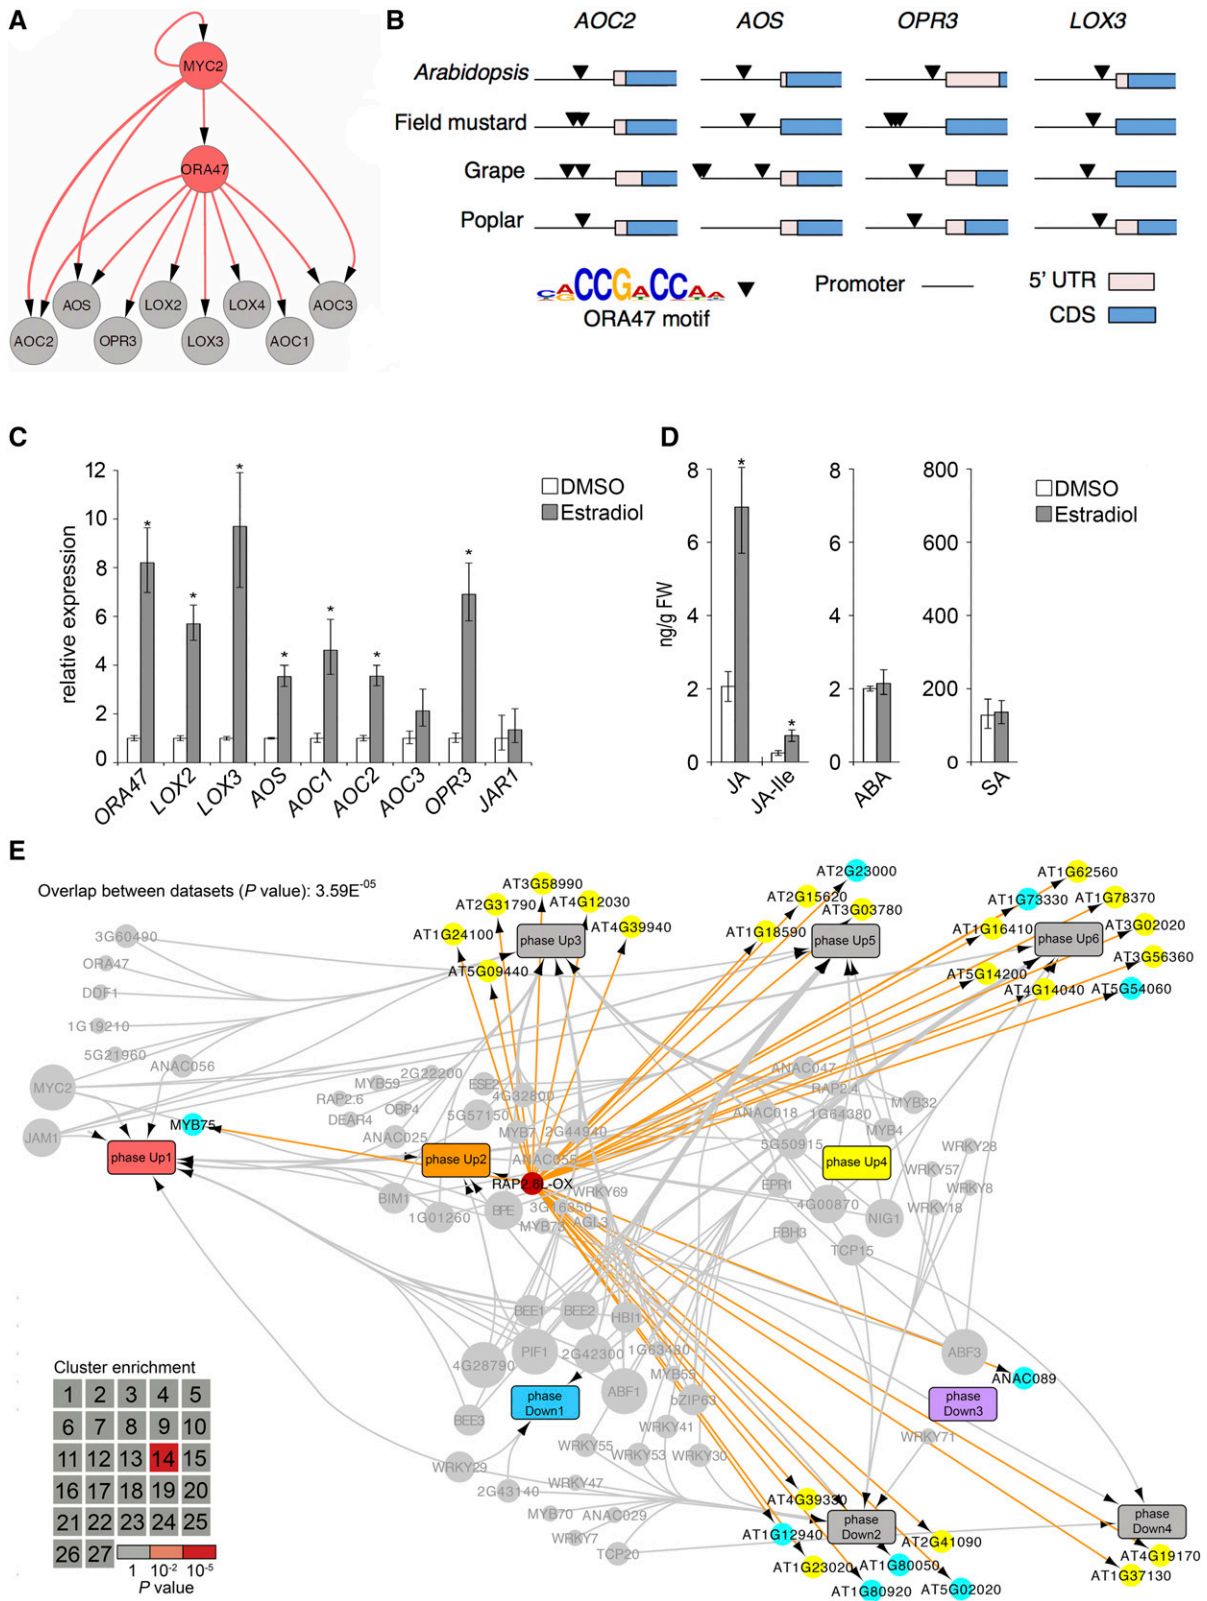 A
MYC2
ORA47
AOS
LOX2
LOX4
AOC3
AOC2
OPR3
LOX3
AOC1
B
AOC2 AOS OPR3 LOX3
Arabidopsis
Field mustard
Grape
Poplar
ORA47 motif
Promoter
5' UTR
CDS
C
relative expression
12
10
8
6
4
2
0
* * * * * * *
ORA47 LOX2 LOX3 AOS AOC1 AOC2 AOC3 OPR3 JAR1
DMSO
Estradiol
D
ng/g FW
8 8 800
6 6 600
4 4 400
2 2 200
0 0 0
* *
JA JA-Ile ABA SA
DMSO
Estradiol
E
Overlap between datasets (P value): 3.59E-05
3G60490
ORA47
DDF1
1G19210
5G21960
ANAC056
MYC2
JAM1
MYB75
phase Up1
AT3G58990
AT2G31790
AT4G12030
AT1G24100
AT4G39940
AT5G09440
phase Up3
AT2G23000
AT2G15620
AT3G03780
AT1G18590
phase Up5
AT1G62560
AT1G73330
AT1G78370
AT1G16410
AT3G02020
phase Up6
AT3G56360
AT5G14200
AT4G14040
AT5G54060
2G22200
MYB59
RAP2.6
OBP4
DEAR4
ANAC025
ESE2
4G32800
5G57150
MYB7
2G44940
ANAC055
phase Up2
RAP2.6L-OX
BIM1
1G01260
BPE
3G16350
WRKY69
MYB73
AGL3
ANAC047
RAP2.4
ANAC018
1G64380
MYB32
MYB4
5G50915
phase Up4
EPR1
4G00870
NIG1
FBH3
TCP15
WRKY28
WRKY57
WRKY8
WRKY18
BEE1
BEE2
HBI1
PIF1
4G28790
2G42300
1G63480
MYB55
ABF1
bZIP63
phase Down1
BEE3
WRKY41
WRKY55
WRKY53
WRKY30
WRKY29
WRKY47
2G43140
MYB70
ANAC029
WRKY7
TCP20
ABF3
ANAC089
phase Down3
WRKY71
AT4G39330
phase Down2
AT1G12940
AT2G41090
AT1G23020
AT1G80050
AT1G80920
AT5G02020
phase Down4
AT4G19170
AT1G37130
Cluster enrichment
1 2 3 4 5
6 7 8 9 10
11 12 13 14 15
16 17 18 19 20
21 22 23 24 25
26 27
1 10-2 10-5
P value